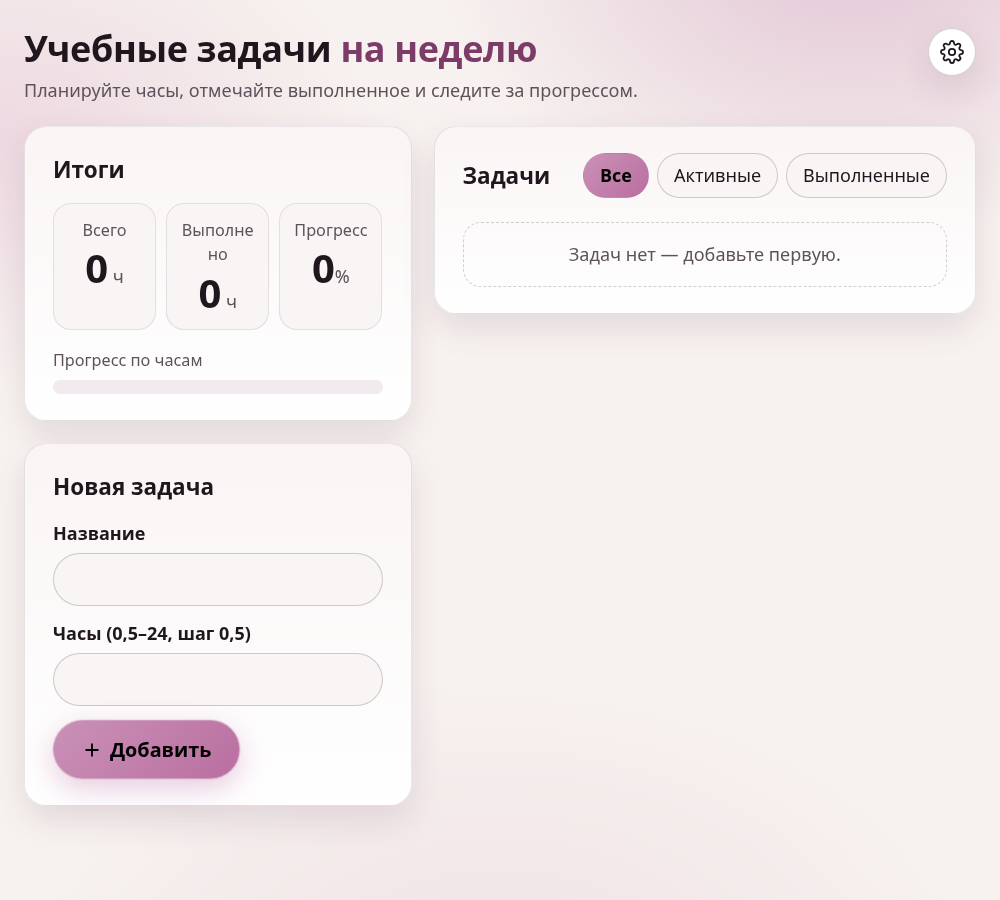 Учебные задачи на неделю
Планируйте часы, отмечайте выполненное и следите за прогрессом.
Итоги
Всего
0 ч
Выполне
но
0 ч
Прогресс
0%
Прогресс по часам
Новая задача
Название
Часы (0,5–24, шаг 0,5)
+ Добавить
Задачи
Все
Активные
Выполненные
Задач нет — добавьте первую.